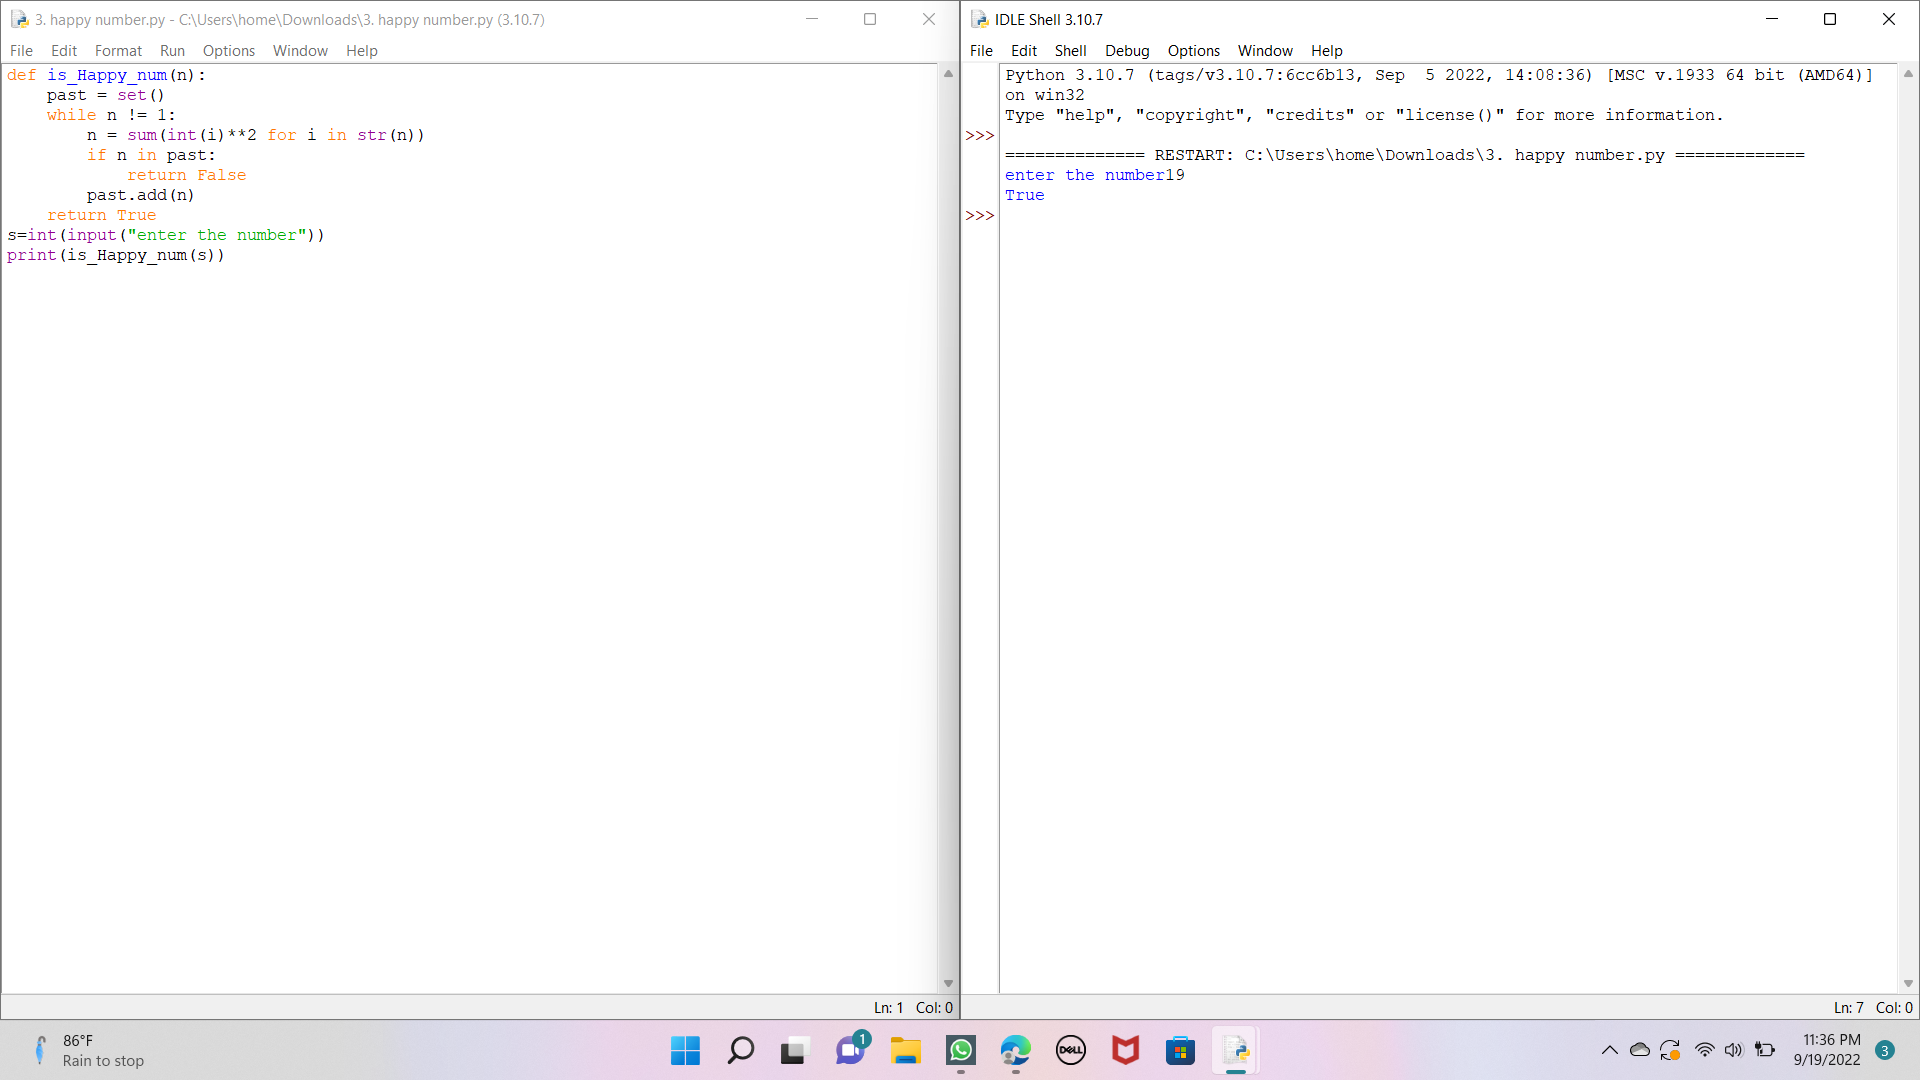 3. happy number.py - C:\Users\home\Downloads\3. happy number.py (3.10.7)
File Edit Format Run Options Window Help
def is_Happy_num(n):
    past = set()
    while n != 1:
        n = sum(int(i)**2 for i in str(n))
        if n in past:
            return False
        past.add(n)
    return True
s=int(input("enter the number"))
print(is_Happy_num(s))
Ln: 1 Col: 0
IDLE Shell 3.10.7
File Edit Shell Debug Options Window Help
Python 3.10.7 (tags/v3.10.7:6cc6b13, Sep  5 2022, 14:08:36) [MSC v.1933 64 bit (AMD64)]
on win32
Type "help", "copyright", "credits" or "license()" for more information.
>>>
============== RESTART: C:\Users\home\Downloads\3. happy number.py =============
enter the number19
True
>>>
Ln: 7 Col: 0
86°F
Rain to stop
1
DELL
11:36 PM
9/19/2022
3